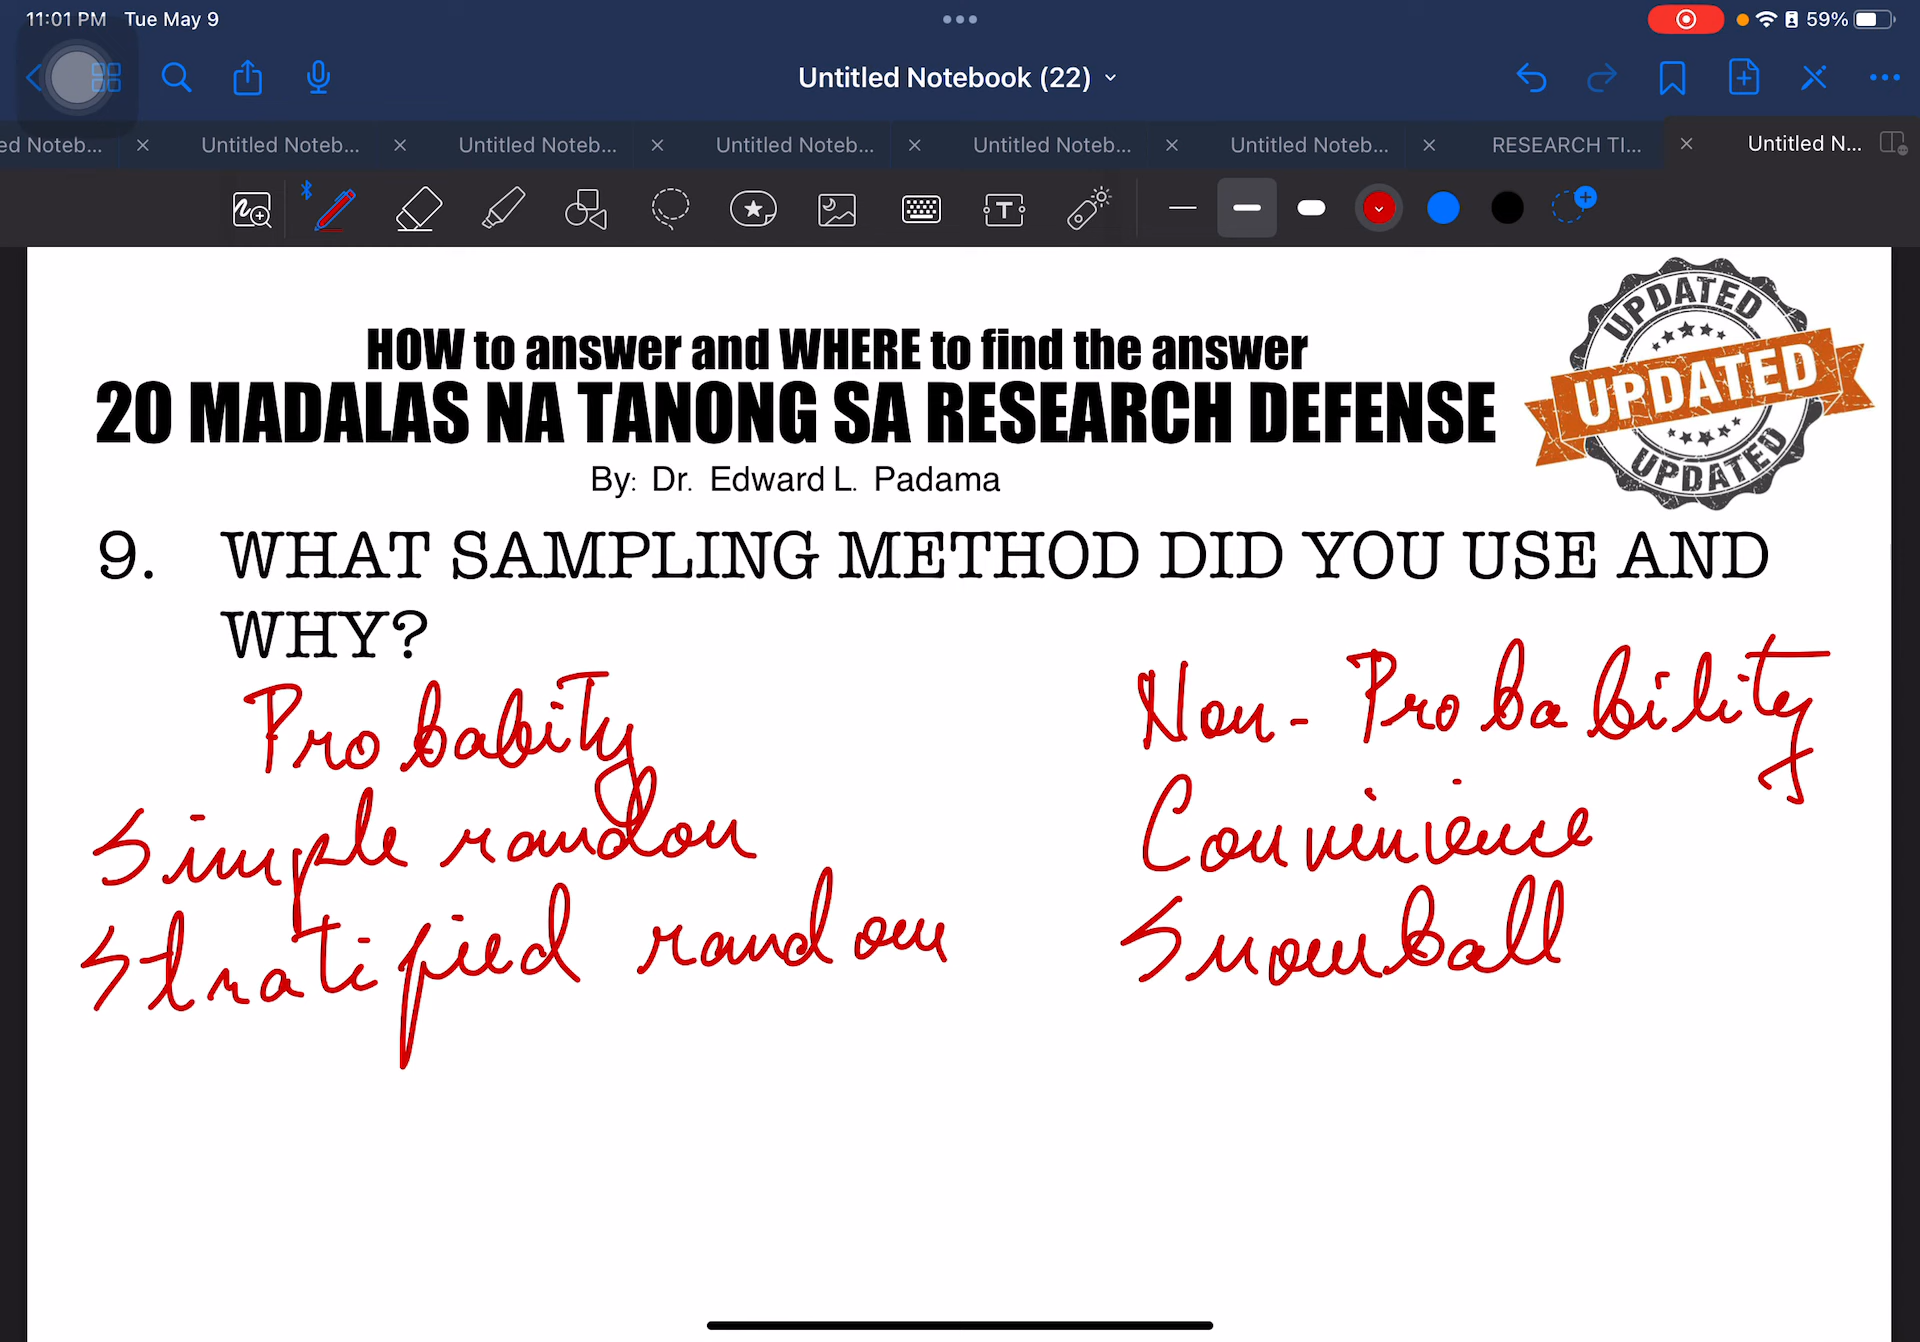 11:01 PM Tue May 9
59%
Untitled Notebook (22)
ed Noteb...
Untitled Noteb...
Untitled Noteb...
Untitled Noteb...
Untitled Noteb...
Untitled Noteb...
RESEARCH TI...
Untitled N...
T
HOW to answer and WHERE to find the answer
20 MADALAS NA TANONG SA RESEARCH DEFENSE
By: Dr. Edward L. Padama
UPDATED
UPDATED
UPDATED
9. WHAT SAMPLING METHOD DID YOU USE AND
WHY?
Probabity
Non-Probability
Simple random
Convinience
Stratified random
Snowball